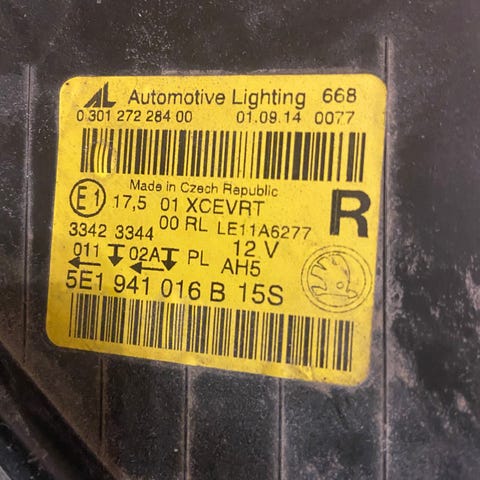 AL Automotive Lighting 668
0 301 272 284 00 01.09.14 0077
Made in Czech Republic
E1 17,5 01 XCEVRT R
00 RL LE11A6277
3342 3344 12 V
011 02A PL AH5
5E1 941 016 B 15S